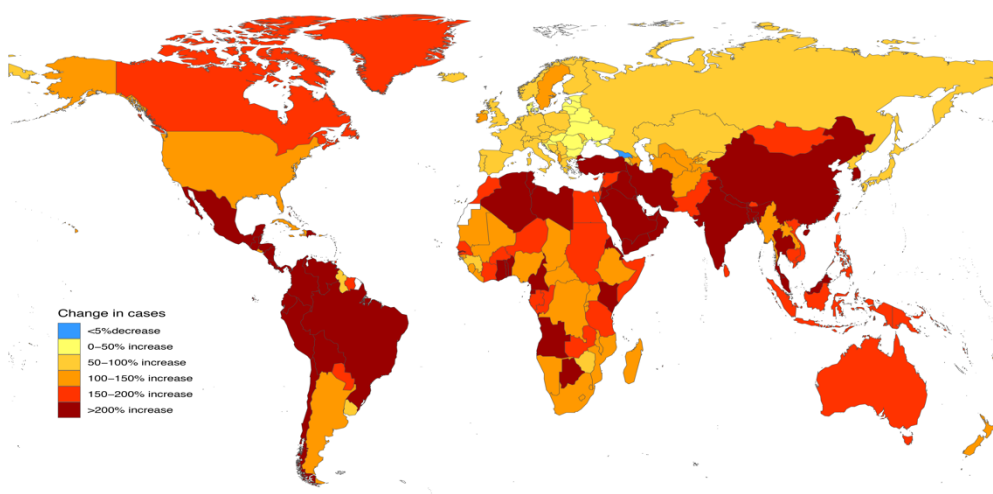 Change in cases
<5%decrease
0−50% increase
50−100% increase
100−150% increase
150−200% increase
>200% increase